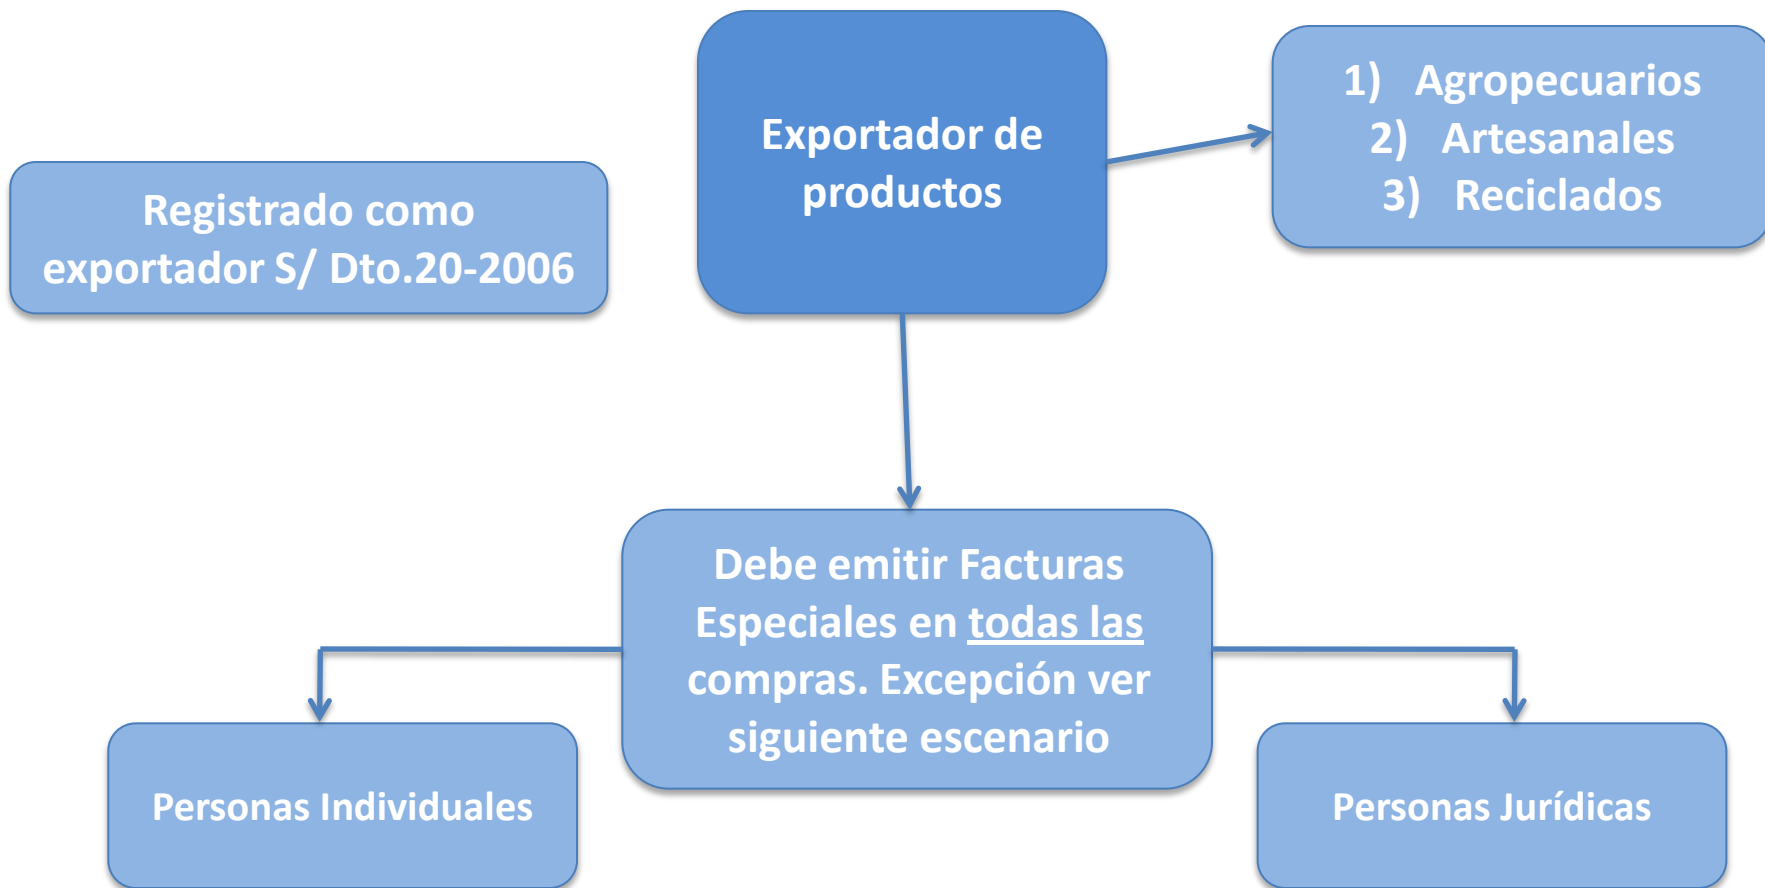 Exportador de
productos
1) Agropecuarios
2) Artesanales
3) Reciclados
Registrado como
exportador S/ Dto.20-2006
Debe emitir Facturas
Especiales en todas las
compras. Excepción ver
siguiente escenario
Personas Individuales
Personas Jurídicas